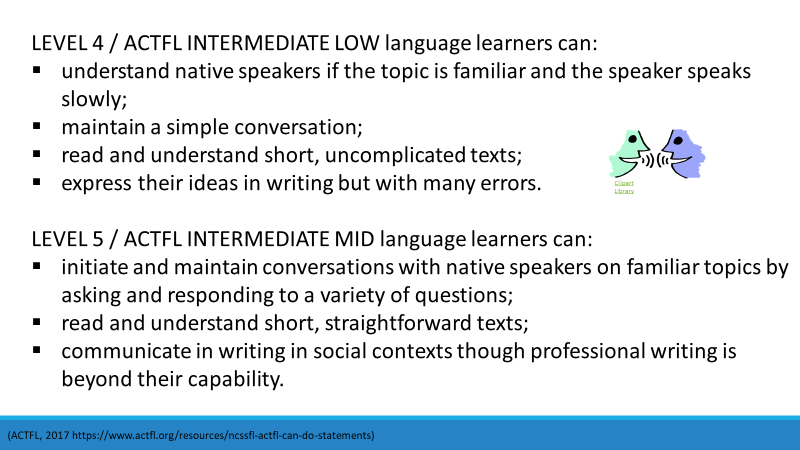 LEVEL 4 / ACTFL INTERMEDIATE LOW language learners can:
▪ understand native speakers if the topic is familiar and the speaker speaks
slowly;
▪ maintain a simple conversation;
▪ read and understand short, uncomplicated texts;
▪ express their ideas in writing but with many errors.
Clipart
Library
LEVEL 5 / ACTFL INTERMEDIATE MID language learners can:
▪ initiate and maintain conversations with native speakers on familiar topics by
asking and responding to a variety of questions;
▪ read and understand short, straightforward texts;
▪ communicate in writing in social contexts though professional writing is
beyond their capability.
(ACTFL, 2017 https://www.actfl.org/resources/ncssfl-actfl-can-do-statements)